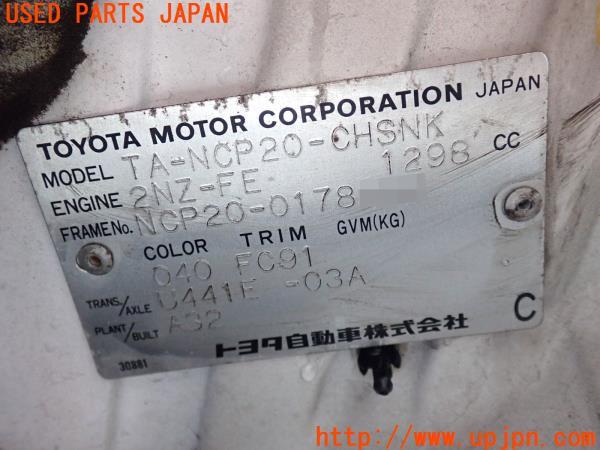 USED PARTS JAPAN
TOYOTA MOTOR CORPORATION JAPAN
MODEL TA-NCP20-CHSNK
ENGINE 2NZ-FE 1298 CC
FRAME No. NCP20-0178
COLOR TRIM GVM(KG)
040 FC91
TRANS./AXLE U441E -03A
PLANT/BUILT A32
C
トヨタ自動車株式会社
30881
UPJ http://www.upjpn.com